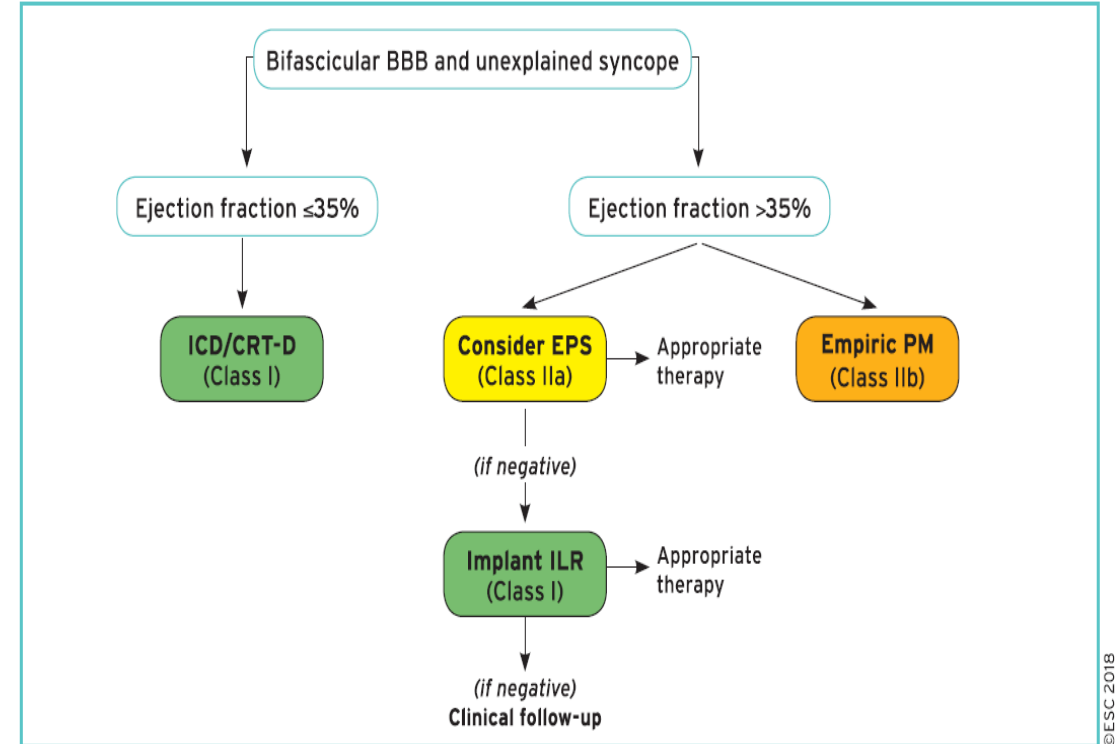 Bifascicular BBB and unexplained syncope
Ejection fraction ≤35%
Ejection fraction >35%
ICD/CRT-D
(Class I)
Consider EPS
(Class IIa)
Appropriate
therapy
Empiric PM
(Class IIb)
(if negative)
Implant ILR
(Class I)
Appropriate
therapy
(if negative)
Clinical follow-up
©ESC 2018